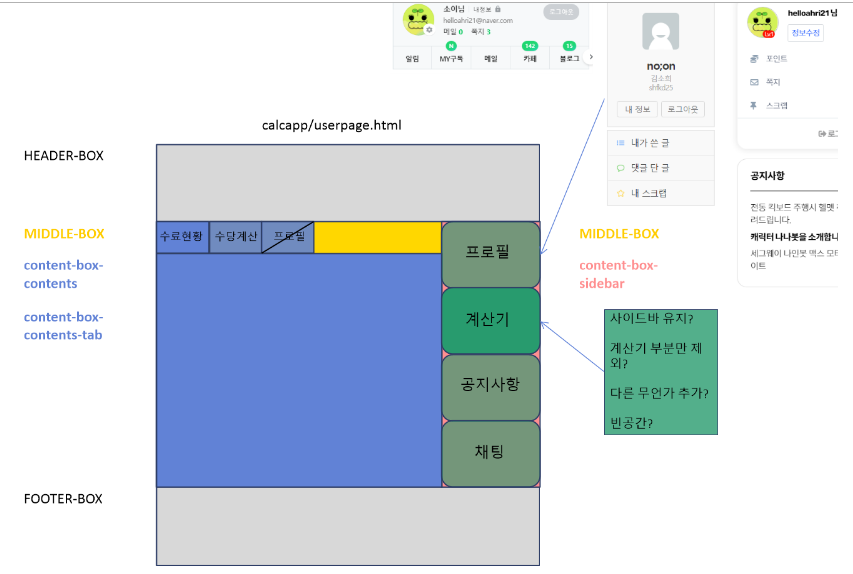 소이님 내정보
로그아웃
helloahri21@naver.com
메일 0 쪽지 3
N
142
15
알림 MY구독 메일 카페 블로그
no;on
김소희
shfkd25
내 정보 로그아웃
내가 쓴 글
댓글 단 글
내 스크랩
helloahri21님
Lv1
정보수정
포인트
쪽지
스크랩
공지사항
전동 킥보드 주행시 헬멧
려드립니다.
캐릭터 나나봇을 소개합니
세그웨이 나인봇 맥스 모터
이트
calcapp/userpage.html
HEADER-BOX
MIDDLE-BOX
content-box-
contents
content-box-
contents-tab
수료현황 수당계산 프로필
프로필
계산기
공지사항
채팅
MIDDLE-BOX
content-box-
sidebar
사이드바 유지?
계산기 부분만 제
외?
다른 무언가 추가?
빈공간?
FOOTER-BOX